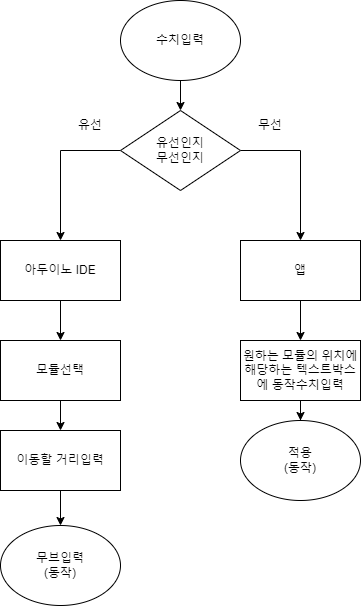 수치입력
유선
무선
유선인지
무선인지
아두이노 IDE
앱
모듈선택
원하는 모듈의 위치에
해당하는 텍스트박스
에 동작수치입력
이동할 거리입력
적용
(동작)
무브입력
(동작)